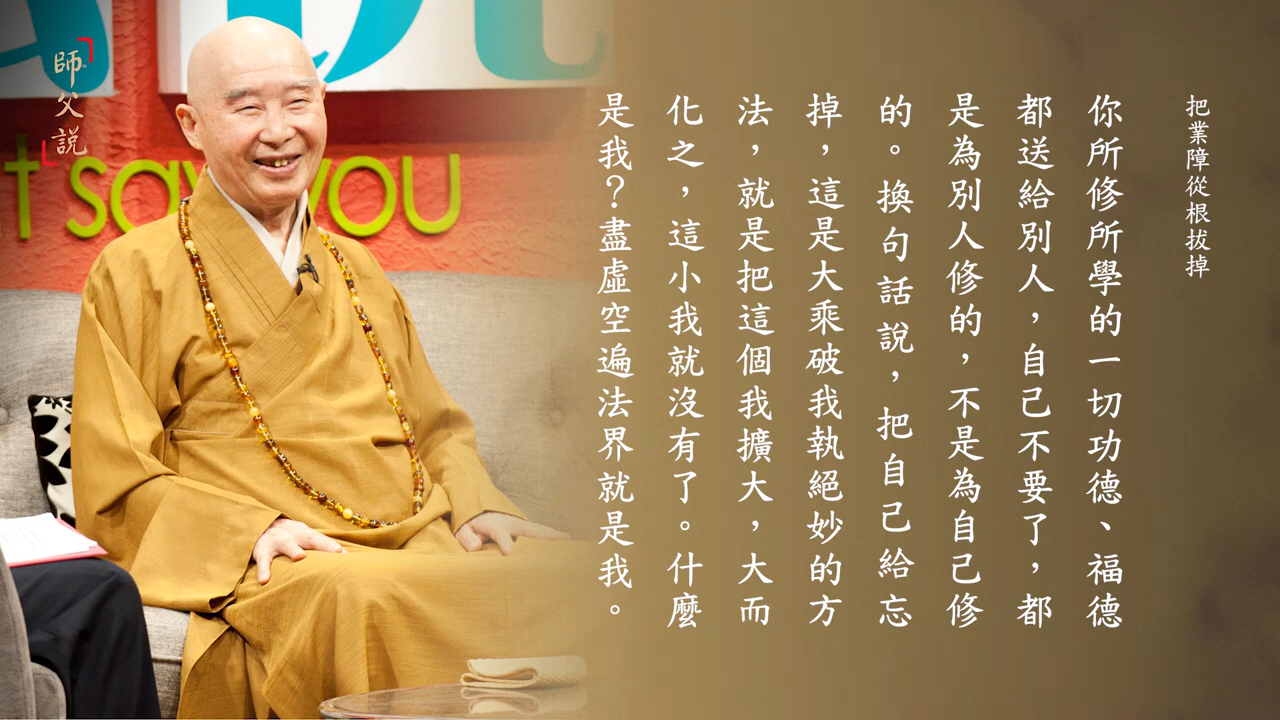 把業障從根拔掉
你所修所學的一切功德、福德
都送給別人，自己不要了，都
是為別人修的，不是為自己修
的。換句話說，把自己給忘
掉，這是大乘破我執絕妙的方
法，就是把這個我擴大，大而
化之，這小我就沒有了。什麼
是我？盡虛空遍法界就是我。
師父說
t say you